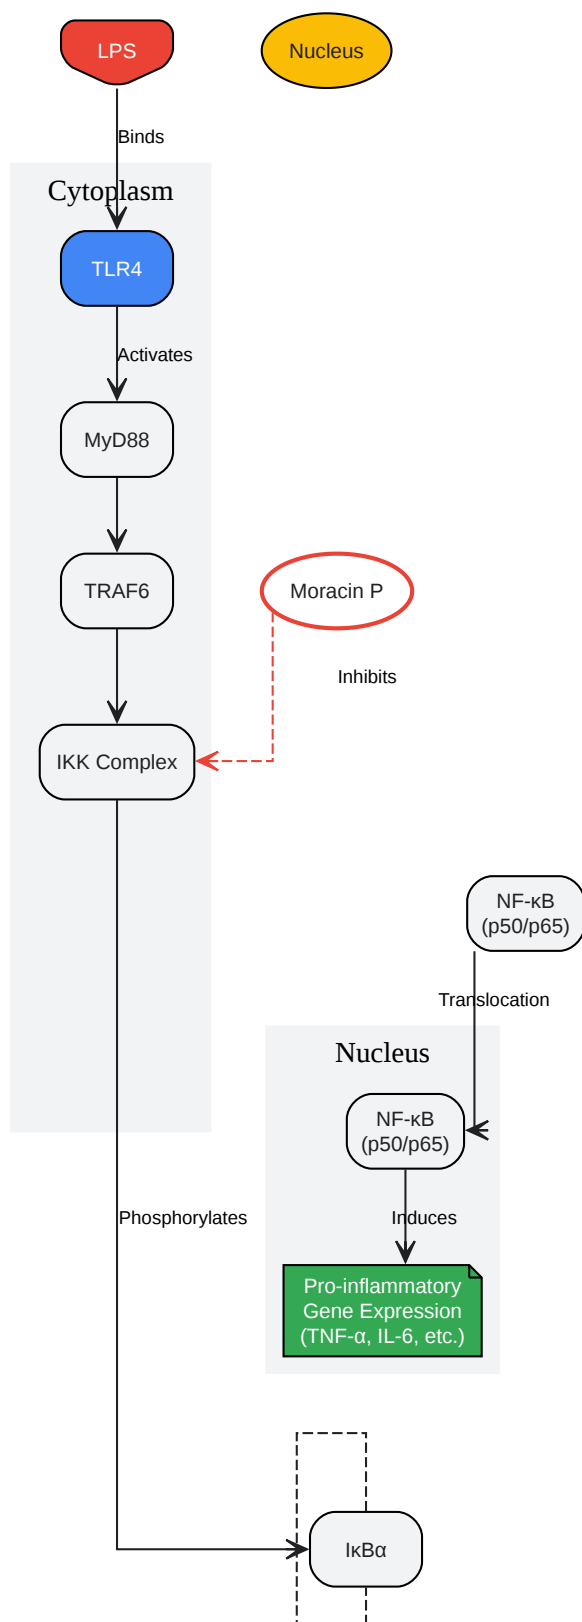 LPS
Nucleus
Binds
Cytoplasm
TLR4
Activates
MyD88
TRAF6
Moracin P
Inhibits
IKK Complex
NF-κB
(p50/p65)
Translocation
Nucleus
NF-κB
(p50/p65)
Phosphorylates
Induces
Pro-inflammatory
Gene Expression
(TNF-α, IL-6, etc.)
IκBα